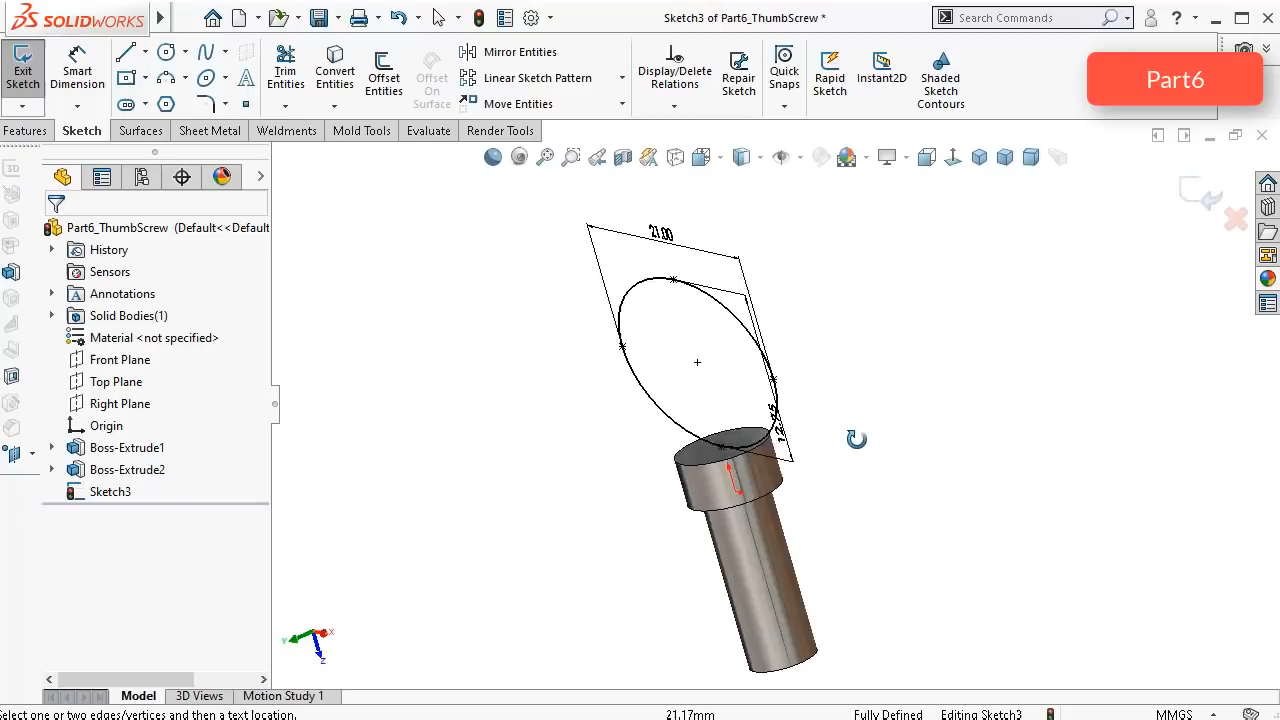 SOLIDWORKS
Sketch3 of Part6_ThumbScrew *
Search Commands
Exit Sketch
Smart Dimension
Trim Entities
Convert Entities
Offset Entities
Offset On Surface
Mirror Entities
Linear Sketch Pattern
Move Entities
Display/Delete Relations
Repair Sketch
Quick Snaps
Rapid Sketch
Instant2D
Shaded Sketch Contours
Part6
Features
Sketch
Surfaces
Sheet Metal
Weldments
Mold Tools
Evaluate
Render Tools
Part6_ThumbScrew (Default<<Default
History
Sensors
Annotations
Solid Bodies(1)
Material <not specified>
Front Plane
Top Plane
Right Plane
Origin
Boss-Extrude1
Boss-Extrude2
Sketch3
21.00
Y
X
Z
Model
3D Views
Motion Study 1
Select one or two edges/vertices and then a text location.
21.17mm
Fully Defined
Editing Sketch3
MMGS